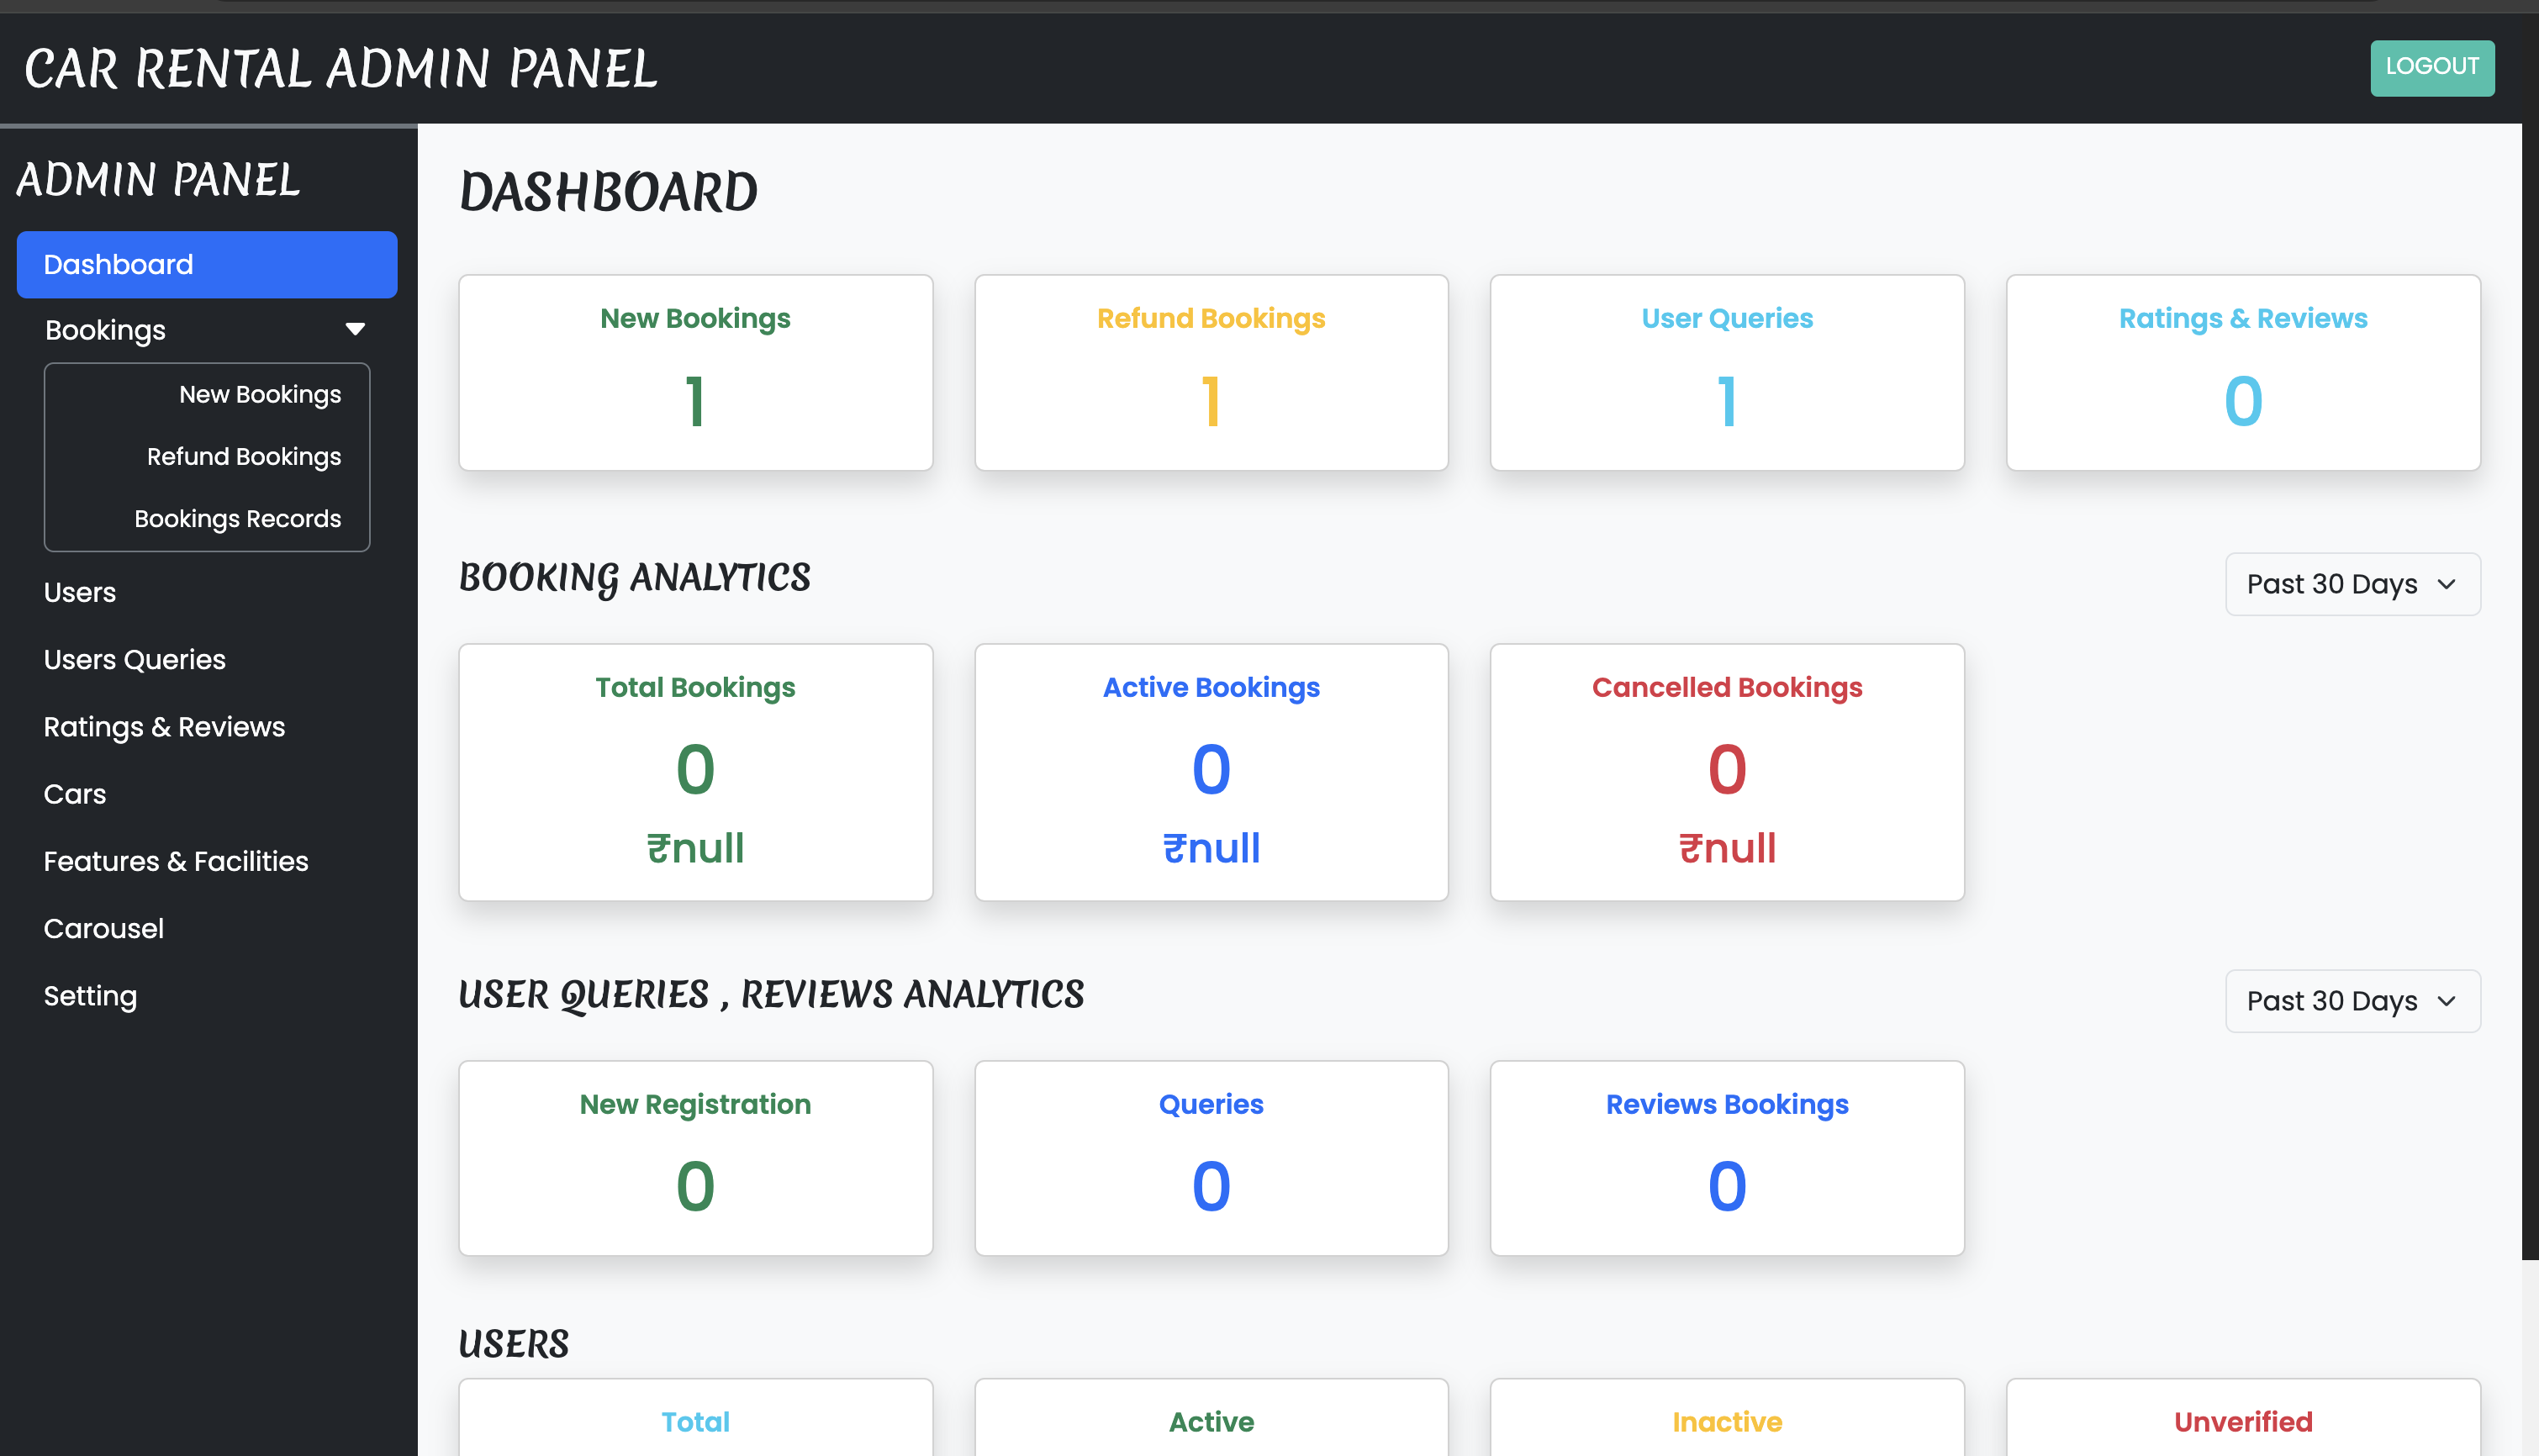 CAR RENTAL ADMIN PANEL
LOGOUT
ADMIN PANEL
Dashboard
Bookings
New Bookings
Refund Bookings
Bookings Records
Users
Users Queries
Ratings & Reviews
Cars
Features & Facilities
Carousel
Setting
DASHBOARD
New Bookings
1
Refund Bookings
1
User Queries
1
Ratings & Reviews
0
BOOKING ANALYTICS
Past 30 Days
Total Bookings
0
₹null
Active Bookings
0
₹null
Cancelled Bookings
0
₹null
USER QUERIES , REVIEWS ANALYTICS
Past 30 Days
New Registration
0
Queries
0
Reviews Bookings
0
USERS
Total
Active
Inactive
Unverified